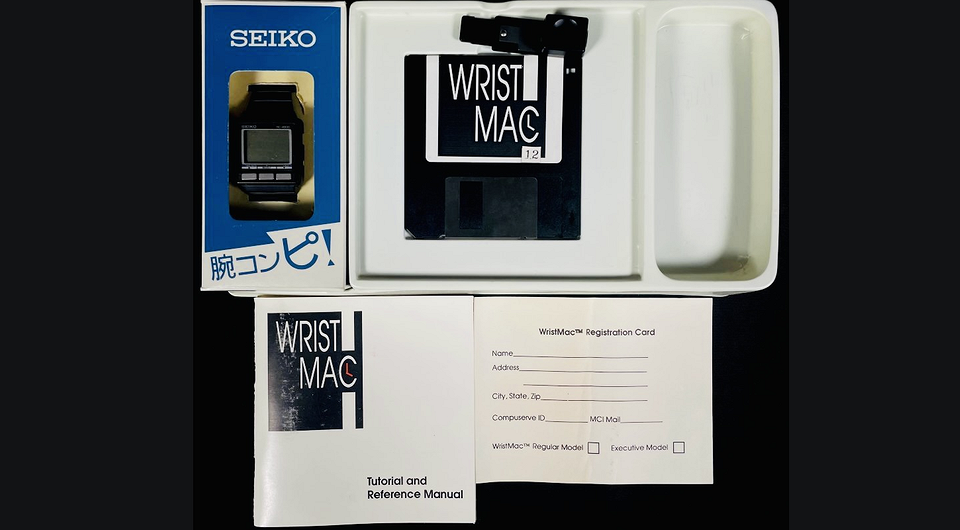 SEIKO
SEIKO
腕コンピ!
WRIST
MAC
1.2
WRIST
MAC
Tutorial and
Reference Manual
WristMac™ Registration Card
Name
Address
City, State, Zip
Compuserve ID MCI Mail
WristMac™ Regular Model Executive Model